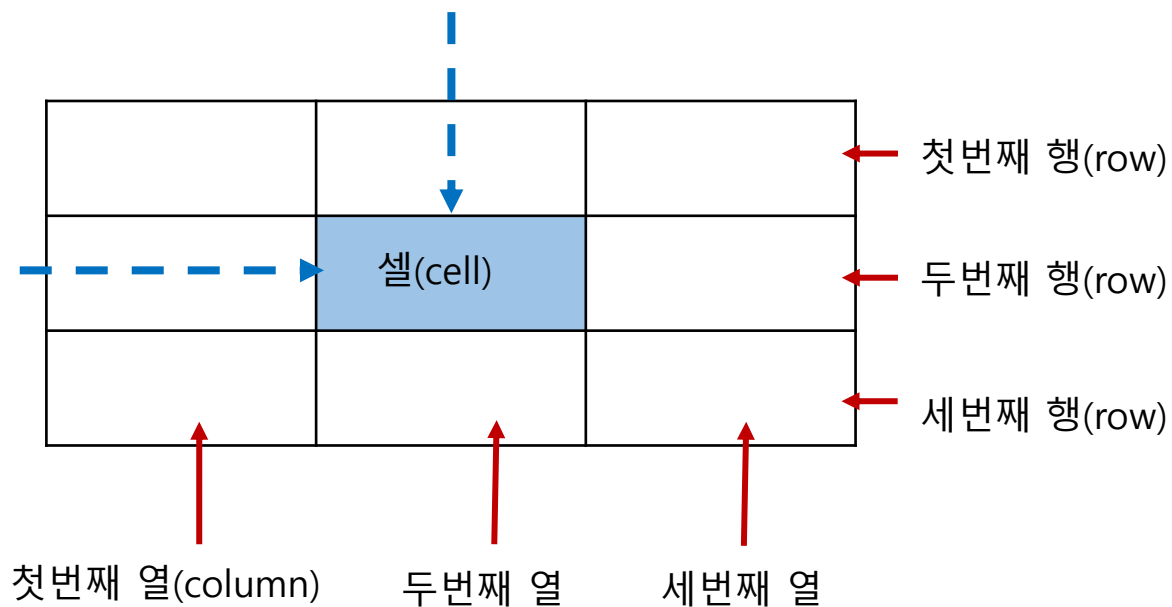 첫번째 행(row)
셀(cell)
두번째 행(row)
세번째 행(row)
첫번째 열(column)
두번째 열
세번째 열